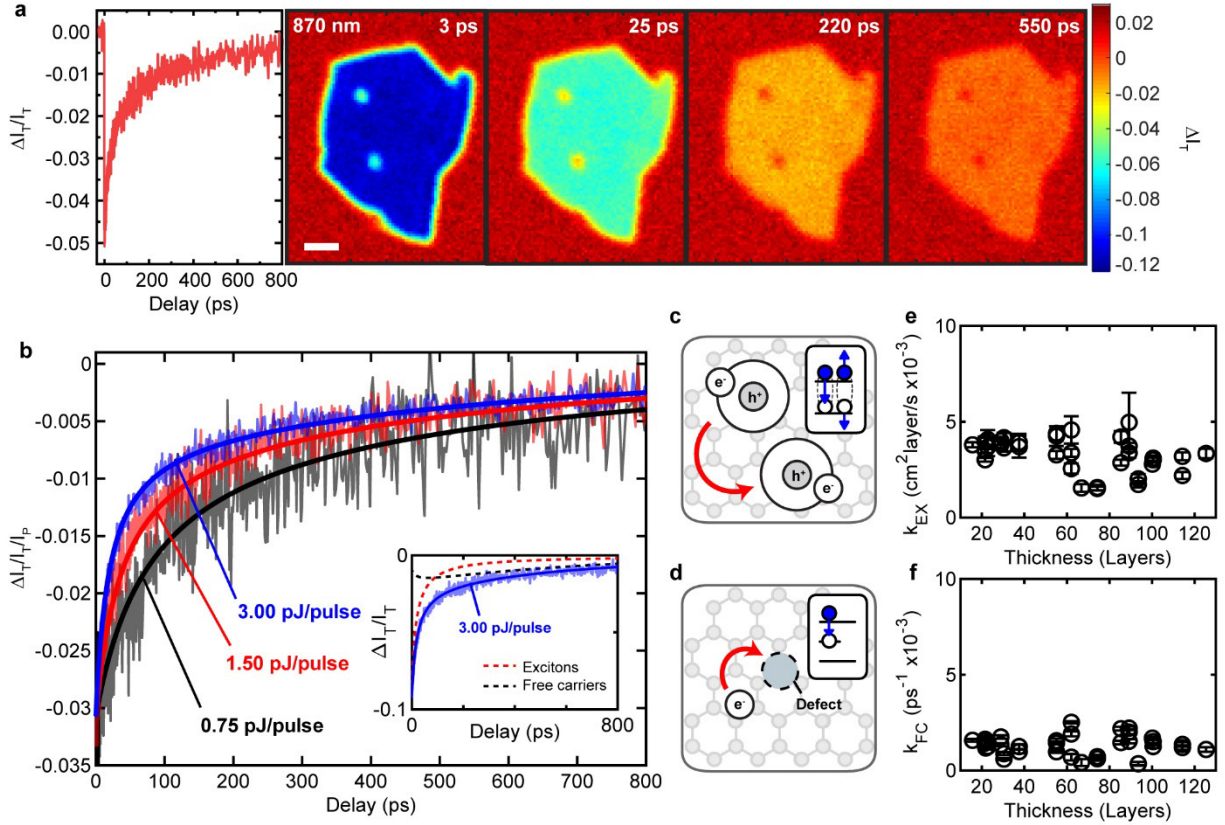 a
0.00
-0.01
-0.02
-0.03
-0.04
-0.05
ΔI_T/I_T
0 200 400 600 800
Delay (ps)
870 nm 3 ps
25 ps
220 ps
550 ps
0.02
0
-0.02
-0.04
-0.06
-0.08
-0.1
-0.12
ΔI_T
b
0
-0.005
-0.010
-0.015
-0.020
-0.025
-0.030
-0.035
ΔI_T/I_T/I_P
3.00 pJ/pulse
1.50 pJ/pulse
0.75 pJ/pulse
0 100 200 300 400 500 600 700 800
Delay (ps)
0
-0.1
ΔI_T/I_T
3.00 pJ/pulse
Excitons
Free carriers
0 400 800
Delay (ps)
c
e⁻
h⁺
h⁺
e⁻
d
e⁻
Defect
e
10
5
0
k_EX (cm² layer/s x10⁻³)
20 40 60 80 100 120
Thickness (Layers)
f
10
5
0
k_FC (ps⁻¹ x10⁻³)
20 40 60 80 100 120
Thickness (Layers)